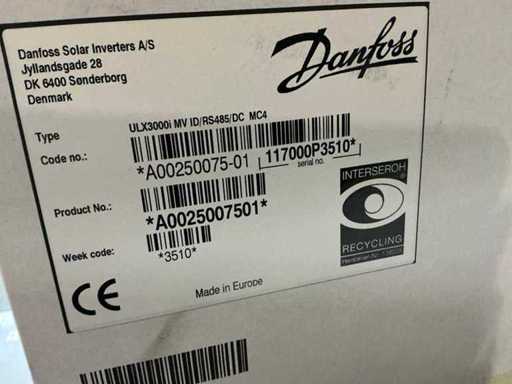 Danfoss Solar Inverters A/S
Jyllandsgade 28
DK 6400 Sønderborg
Denmark
Danfoss
Type
ULX3000i MV ID/RS485/DC MC4
Code no.:
*A00250075-01
117000P3510*
serial no.
Product No.:
*A0025007501*
Week code:
*3510*
INTERSEROH
®
RECYCLING
Made in Europe
CE